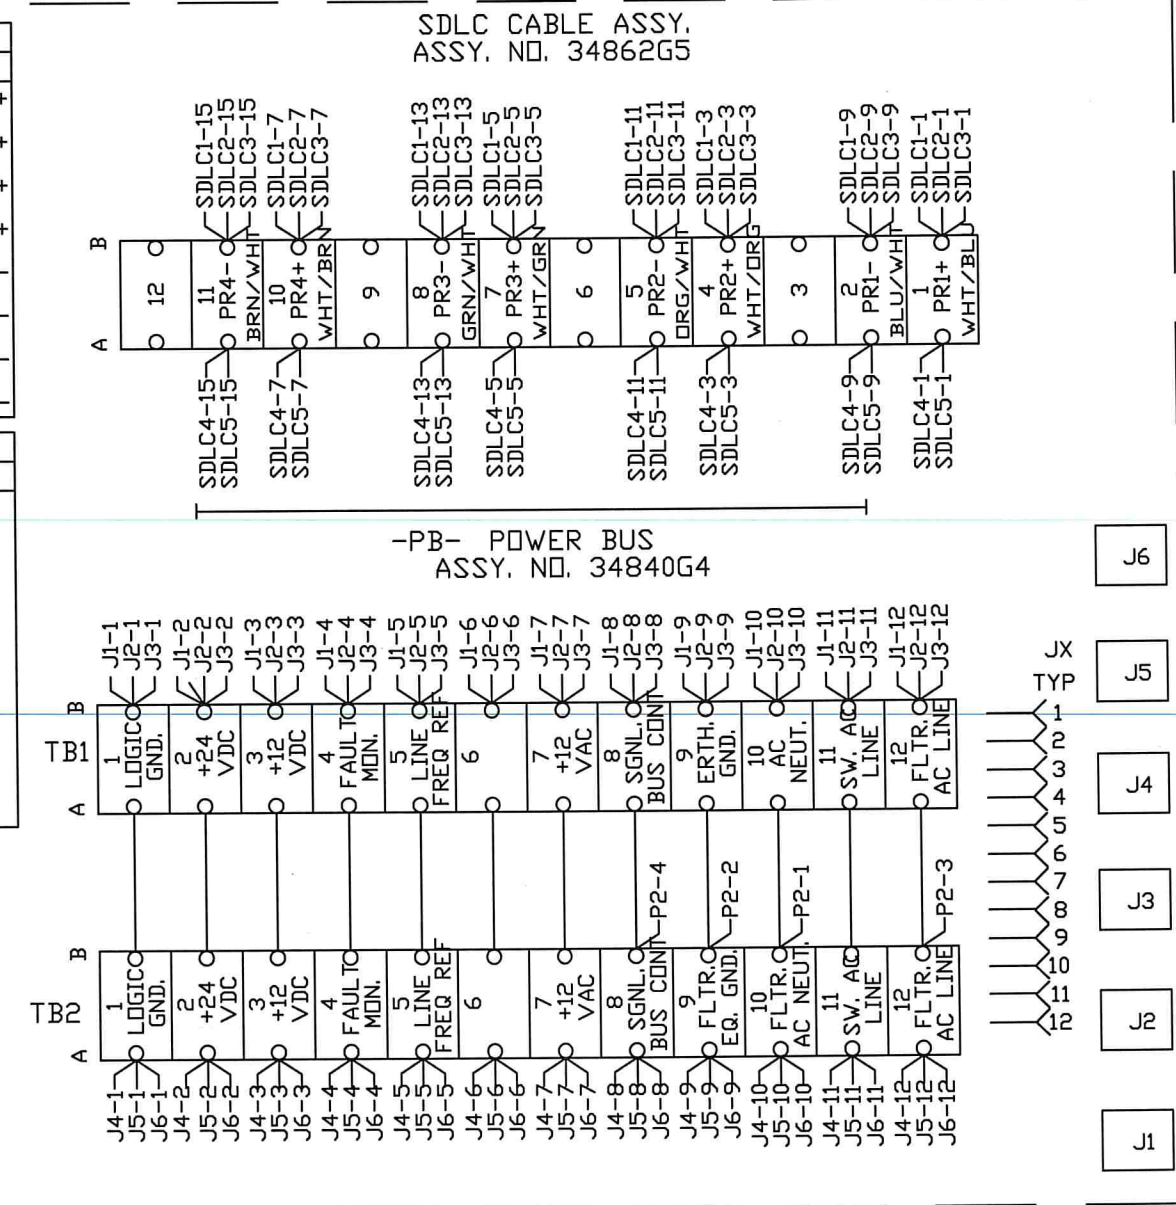 SDLC CABLE ASSY.
ASSY. NO. 34862G5
SDLC1-15
SDLC2-15
SDLC3-15
SDLC1-7
SDLC2-7
SDLC3-7
SDLC1-13
SDLC2-13
SDLC3-13
SDLC1-5
SDLC2-5
SDLC3-5
SDLC1-11
SDLC2-11
SDLC3-11
SDLC1-3
SDLC2-3
SDLC3-3
SDLC1-9
SDLC2-9
SDLC3-9
SDLC1-1
SDLC2-1
SDLC3-1
B
A
12
11
PR4-
BRN/WHT
10
PR4+
WHT/BRN
9
8
PR3-
GRN/WHT
7
PR3+
WHT/GRN
6
5
PR2-
ORG/WHT
4
PR2+
WHT/ORG
3
2
PR1-
BLU/WHT
1
PR1+
WHT/BLU
SDLC4-15
SDLC5-15
SDLC4-7
SDLC5-7
SDLC4-13
SDLC5-13
SDLC4-5
SDLC5-5
SDLC4-11
SDLC5-11
SDLC4-3
SDLC5-3
SDLC4-9
SDLC5-9
SDLC4-1
SDLC5-1
-PB- POWER BUS
ASSY. NO. 34840G4
J1-1
J2-1
J3-1
J1-2
J2-2
J3-2
J1-3
J2-3
J3-3
J1-4
J2-4
J3-4
J1-5
J2-5
J3-5
J1-6
J2-6
J3-6
J1-7
J2-7
J3-7
J1-8
J2-8
J3-8
J1-9
J2-9
J3-9
J1-10
J2-10
J3-10
J1-11
J2-11
J3-11
J1-12
J2-12
J3-12
B
TB1
A
1
LOGIC
GND.
2
+24
VDC
3
+12
VDC
4
FAULT
MON.
5
LINE
FREQ REF
6
7
+12
VAC
8
SGNL.
BUS CONT
9
ERTH.
GND.
10
AC
NEUT.
11
SW. AC
LINE
12
FLTR.
AC LINE
P2-4
P2-2
P2-1
P2-3
B
TB2
A
1
LOGIC
GND.
2
+24
VDC
3
+12
VDC
4
FAULT
MON.
5
LINE
FREQ REF
6
7
+12
VAC
8
SGNL.
BUS CONT
9
FLTR.
EQ. GND.
10
FLTR.
AC NEUT.
11
SW. AC
LINE
12
FLTR.
AC LINE
J4-1
J5-1
J6-1
J4-2
J5-2
J6-2
J4-3
J5-3
J6-3
J4-4
J5-4
J6-4
J4-5
J5-5
J6-5
J4-6
J5-6
J6-6
J4-7
J5-7
J6-7
J4-8
J5-8
J6-8
J4-9
J5-9
J6-9
J4-10
J5-10
J6-10
J4-11
J5-11
J6-11
J4-12
J5-12
J6-12
JX
TYP
1
2
3
4
5
6
7
8
9
10
11
12
J6
J5
J4
J3
J2
J1